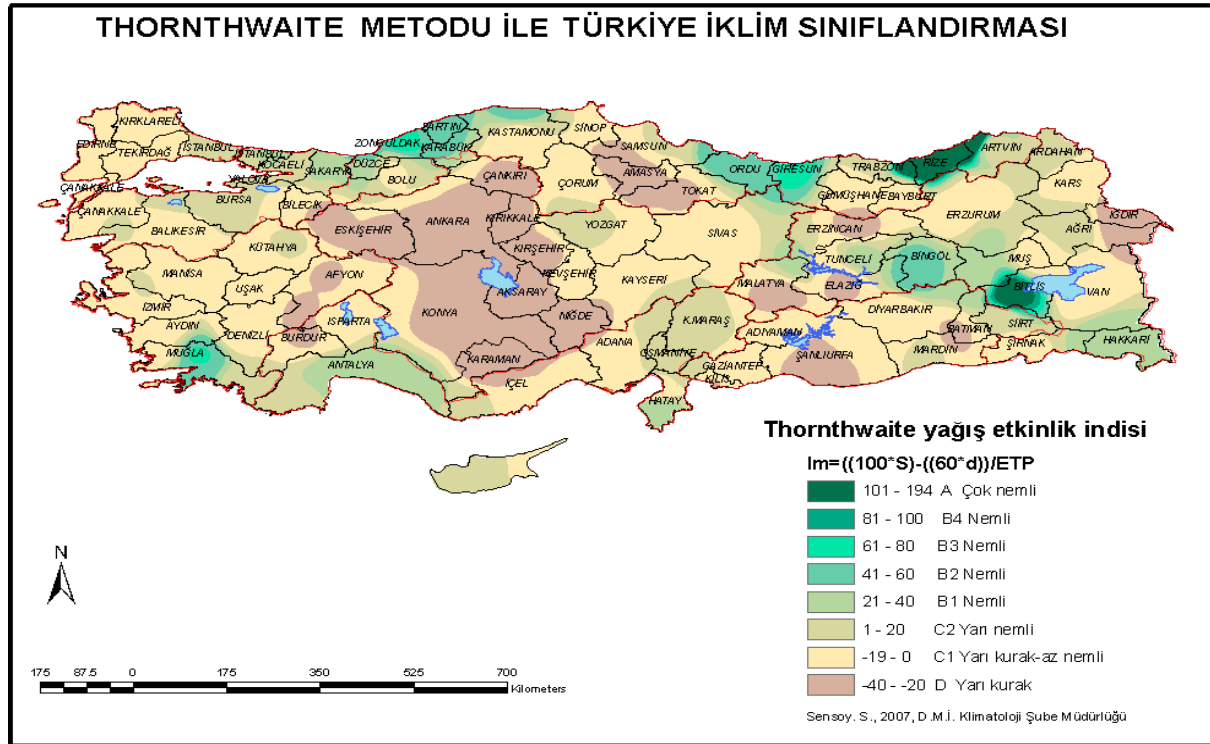 THORNTHWAITE METODU İLE TÜRKİYE İKLİM SINIFLANDIRMASI
KIRKLARELİ
EDİRNE
TEKİRDAĞ
İSTANBUL
İSTANBUL
KOCAELİ
YALOVA
SAKARYA
DÜZCE
ZONGULDAK
BARTIN
KARABÜK
KASTAMONU
SİNOP
SAMSUN
ORDU
GİRESUN
TRABZON
RİZE
ARTVİN
ARDAHAN
ÇANAKKALE
ÇANAKKALE
BURSA
BİLECİK
BOLU
ÇANKIRI
ÇORUM
AMASYA
TOKAT
GÜMÜŞHANE
BAYBURT
KARS
BALIKESİR
KÜTAHYA
ESKİŞEHİR
ANKARA
KIRIKKALE
YOZGAT
SİVAS
ERZİNCAN
ERZURUM
AĞRI
IĞDIR
KIRŞEHİR
MANİSA
UŞAK
AFYON
NEVŞEHİR
KAYSERİ
TUNCELİ
BİNGÖL
MUŞ
İZMİR
AKSARAY
MALATYA
ELAZIĞ
BİTLİS
VAN
AYDIN
DENİZLİ
BURDUR
ISPARTA
KONYA
NİĞDE
K.MARAŞ
ADIYAMAN
DİYARBAKIR
BATMAN
SİİRT
MUĞLA
ANTALYA
KARAMAN
İÇEL
ADANA
OSMANİYE
GAZİANTEP
KİLİS
ŞANLIURFA
MARDİN
ŞIRNAK
HAKKARİ
HATAY
Thornthwaite yağış etkinlik indisi
Im=((100*S)-((60*d))/ETP
101 - 194 A Çok nemli
81 - 100 B4 Nemli
61 - 80 B3 Nemli
41 - 60 B2 Nemli
21 - 40 B1 Nemli
1 - 20 C2 Yarı nemli
-19 - 0 C1 Yarı kurak-az nemli
-40 - -20 D Yarı kurak
N
175 87.5 0 175 350 525 700
Kilometers
Sensoy. S., 2007, D.M.İ. Klimatoloji Şube Müdürlüğü